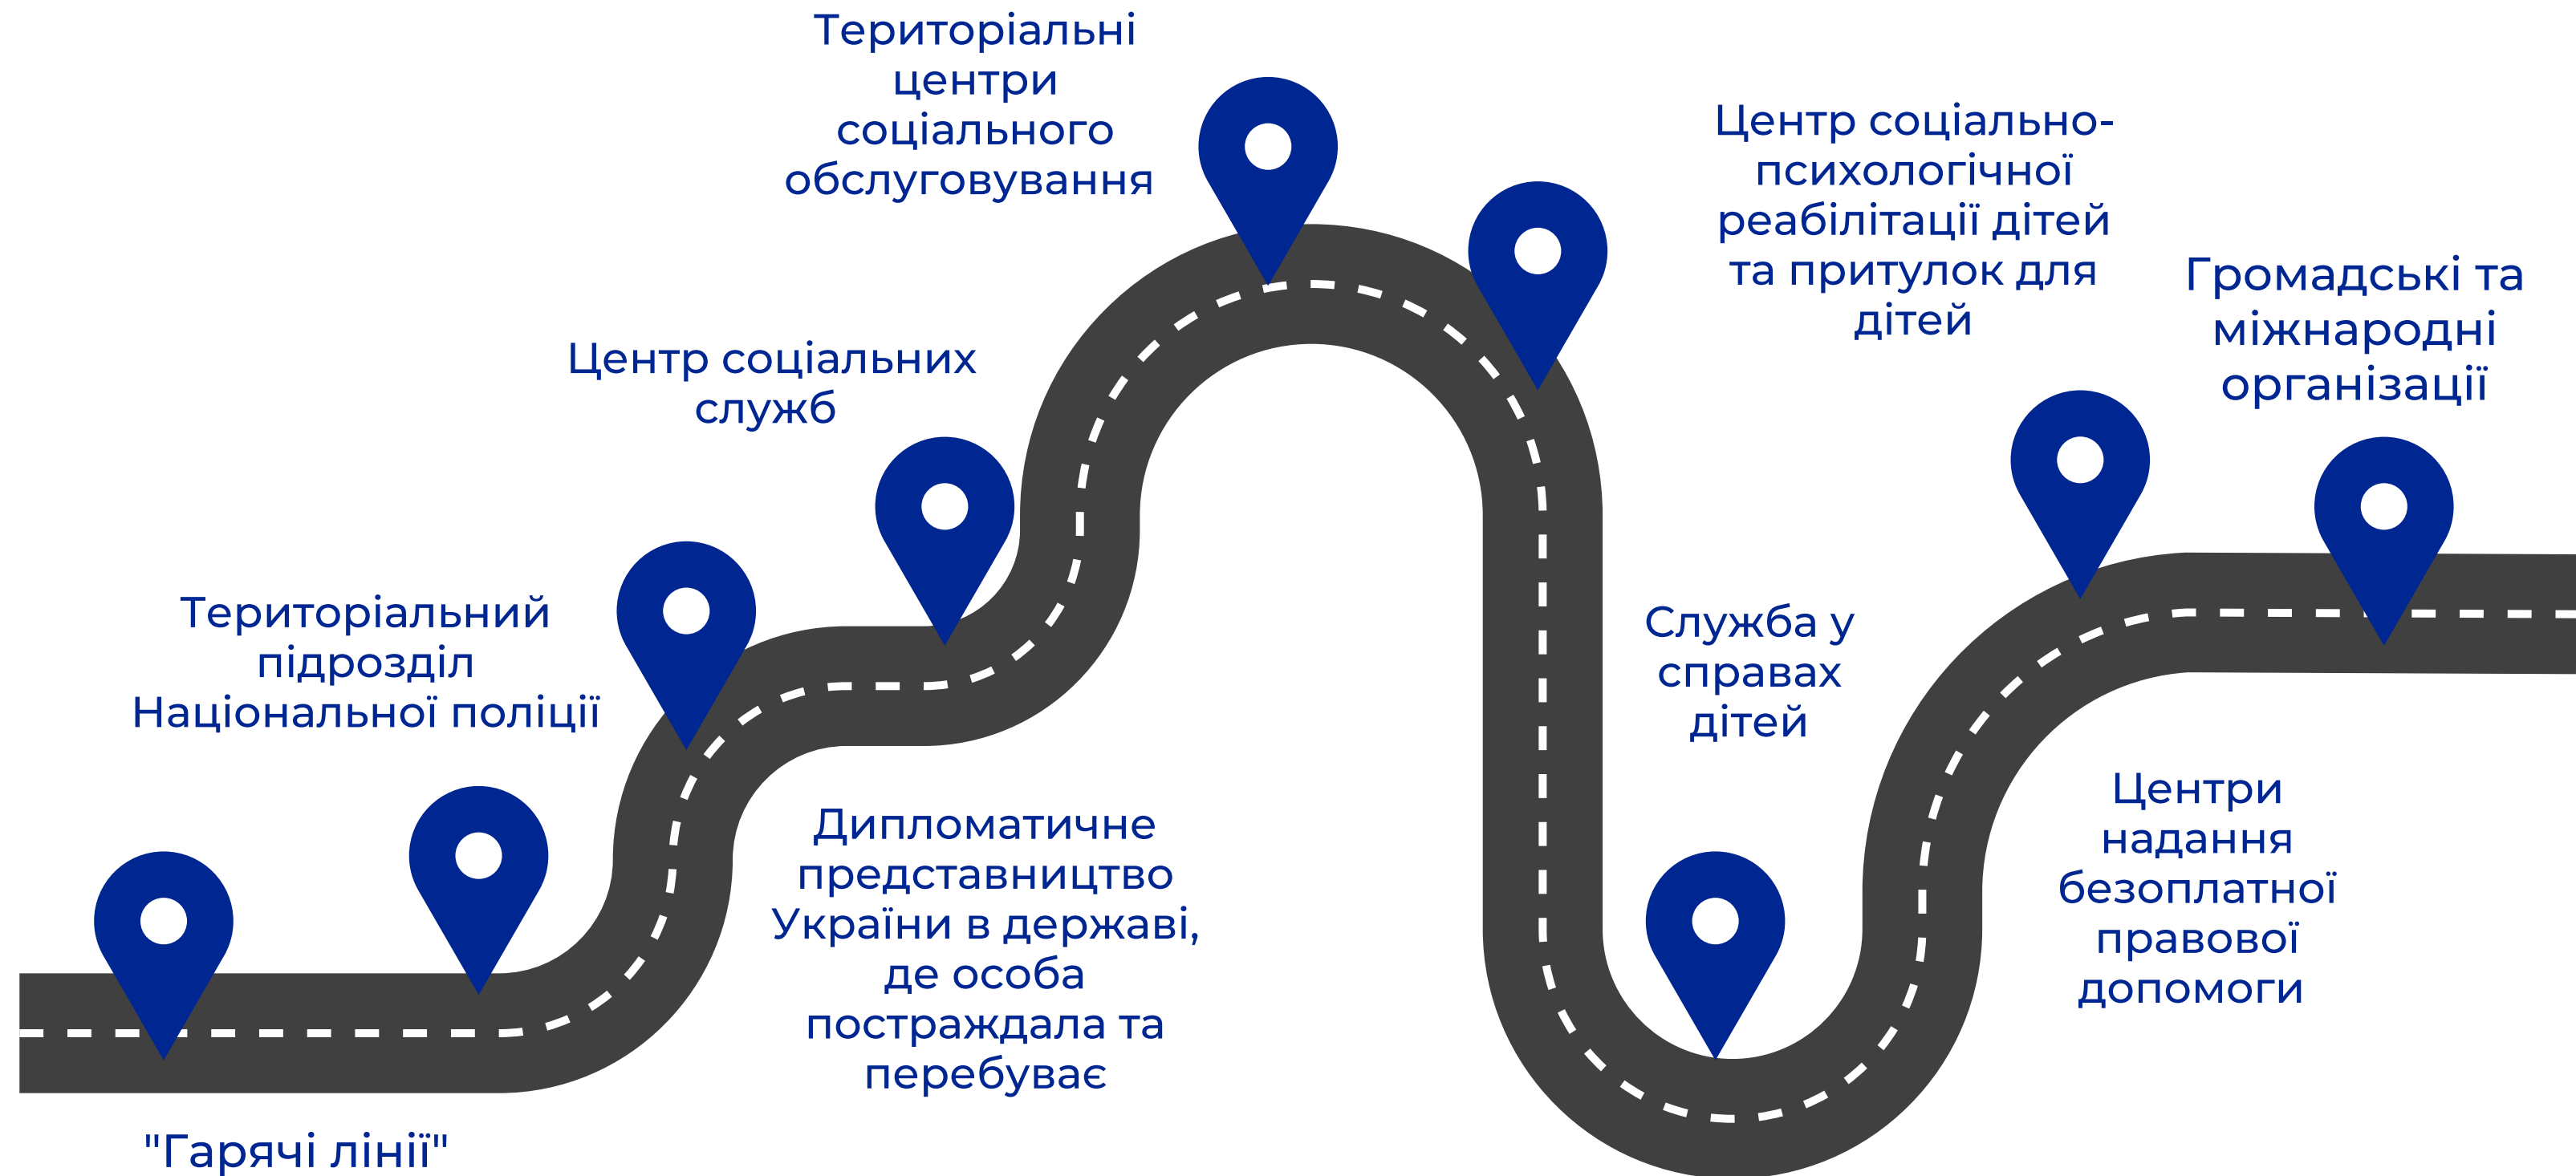 "Гарячі лінії"
Територіальний
підрозділ
Національної поліції
Дипломатичне
представництво
України в державі,
де особа
постраждала та
перебуває
Центр соціальних
служб
Територіальні
центри
соціального
обслуговування
Центр соціально-
психологічної
реабілітації дітей
та притулок для
дітей
Служба у
справах
дітей
Центри
надання
безоплатної
правової
допомоги
Громадські та
міжнародні
організації